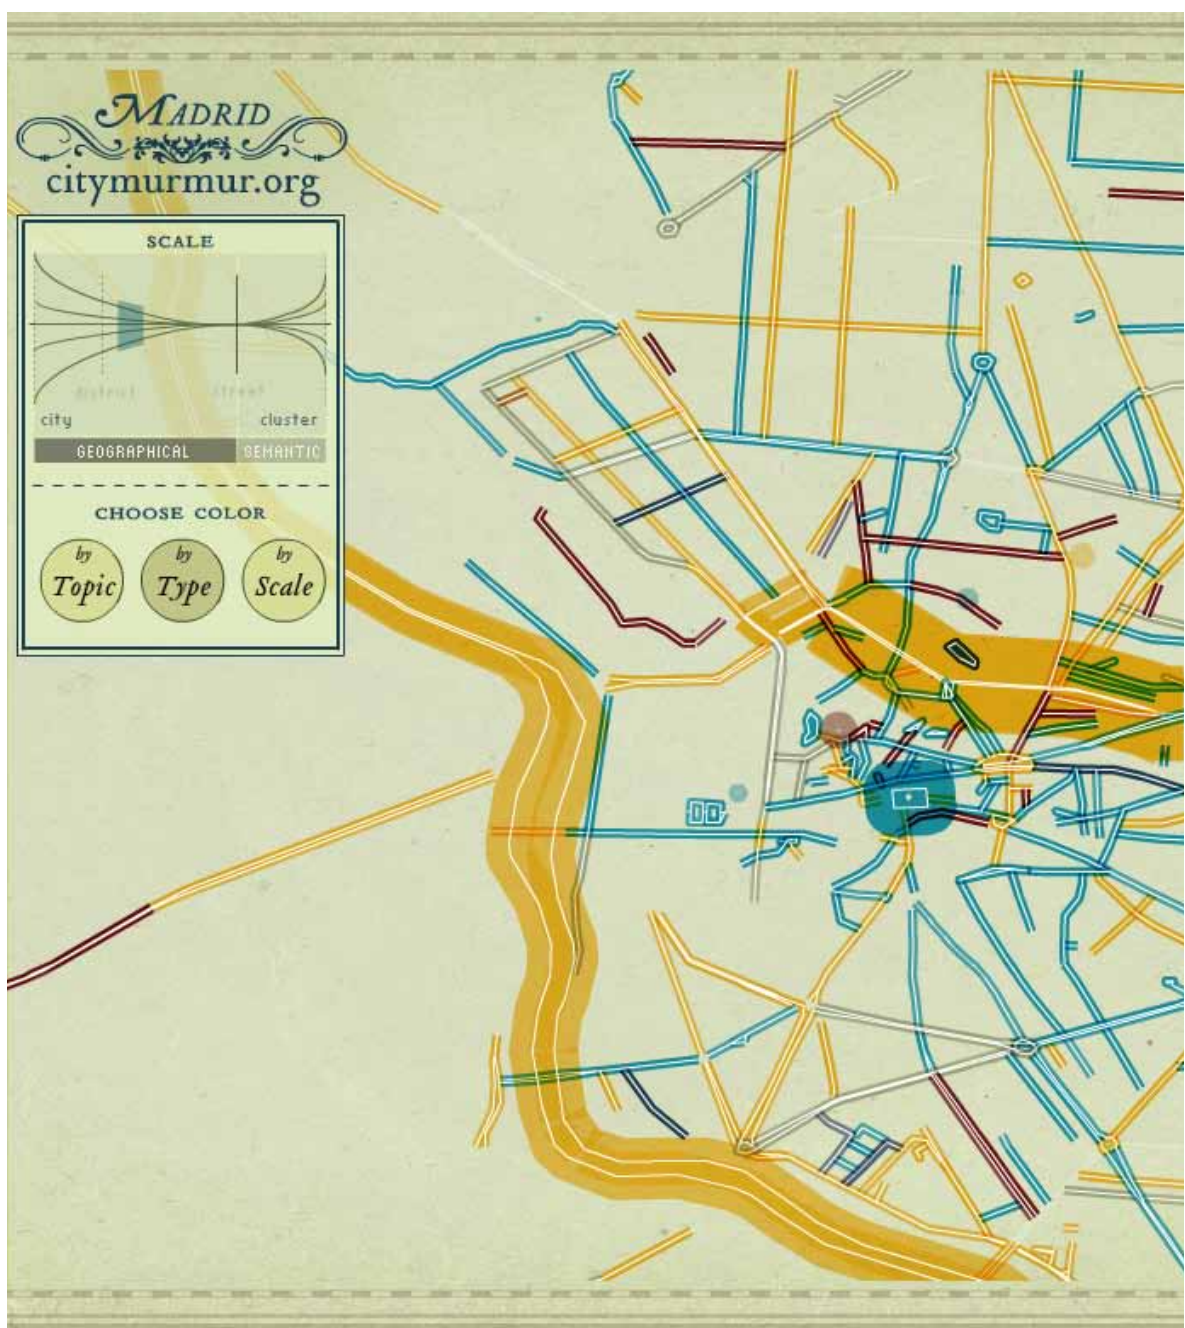 MADRID
citymurmur.org
SCALE
district street
city cluster
GEOGRAPHICAL SEMANTIC
CHOOSE COLOR
by by by
Topic Type Scale